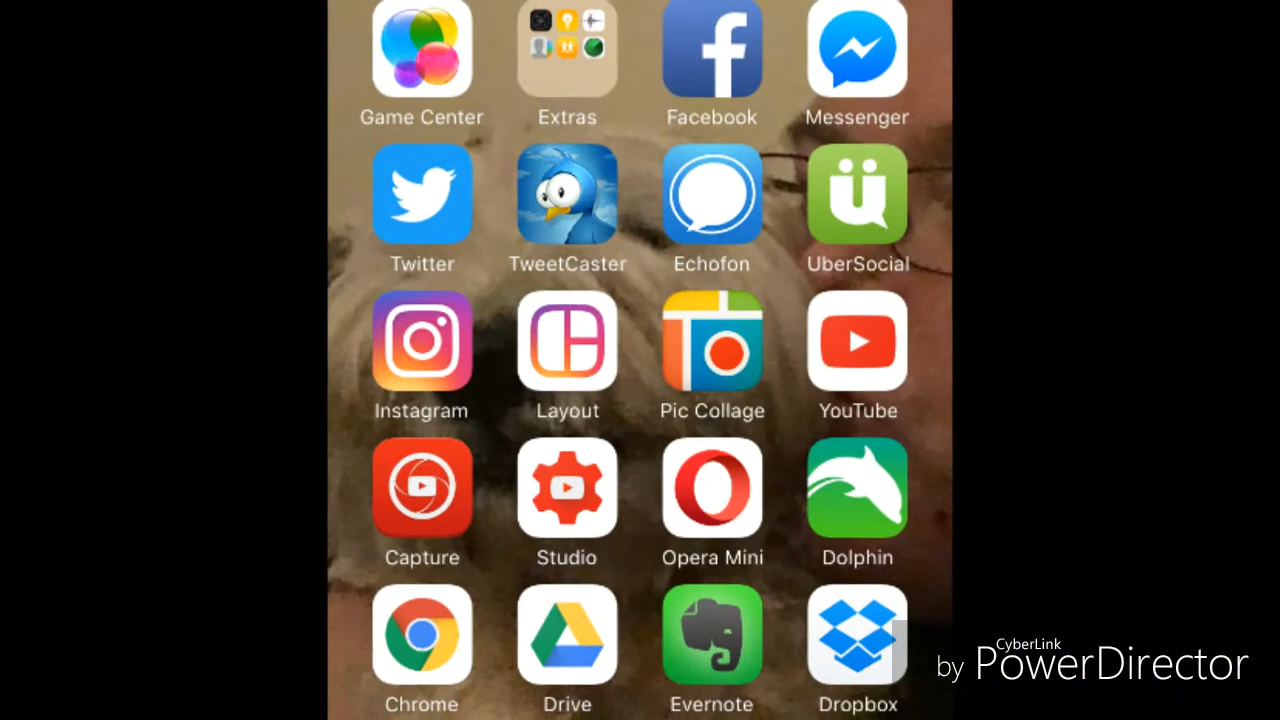 Game Center Extras Facebook Messenger
Twitter TweetCaster Echofon UberSocial
ü
Instagram Layout Pic Collage YouTube
Capture Studio Opera Mini Dolphin
Chrome Drive Evernote Dropbox
CyberLink
by PowerDirector